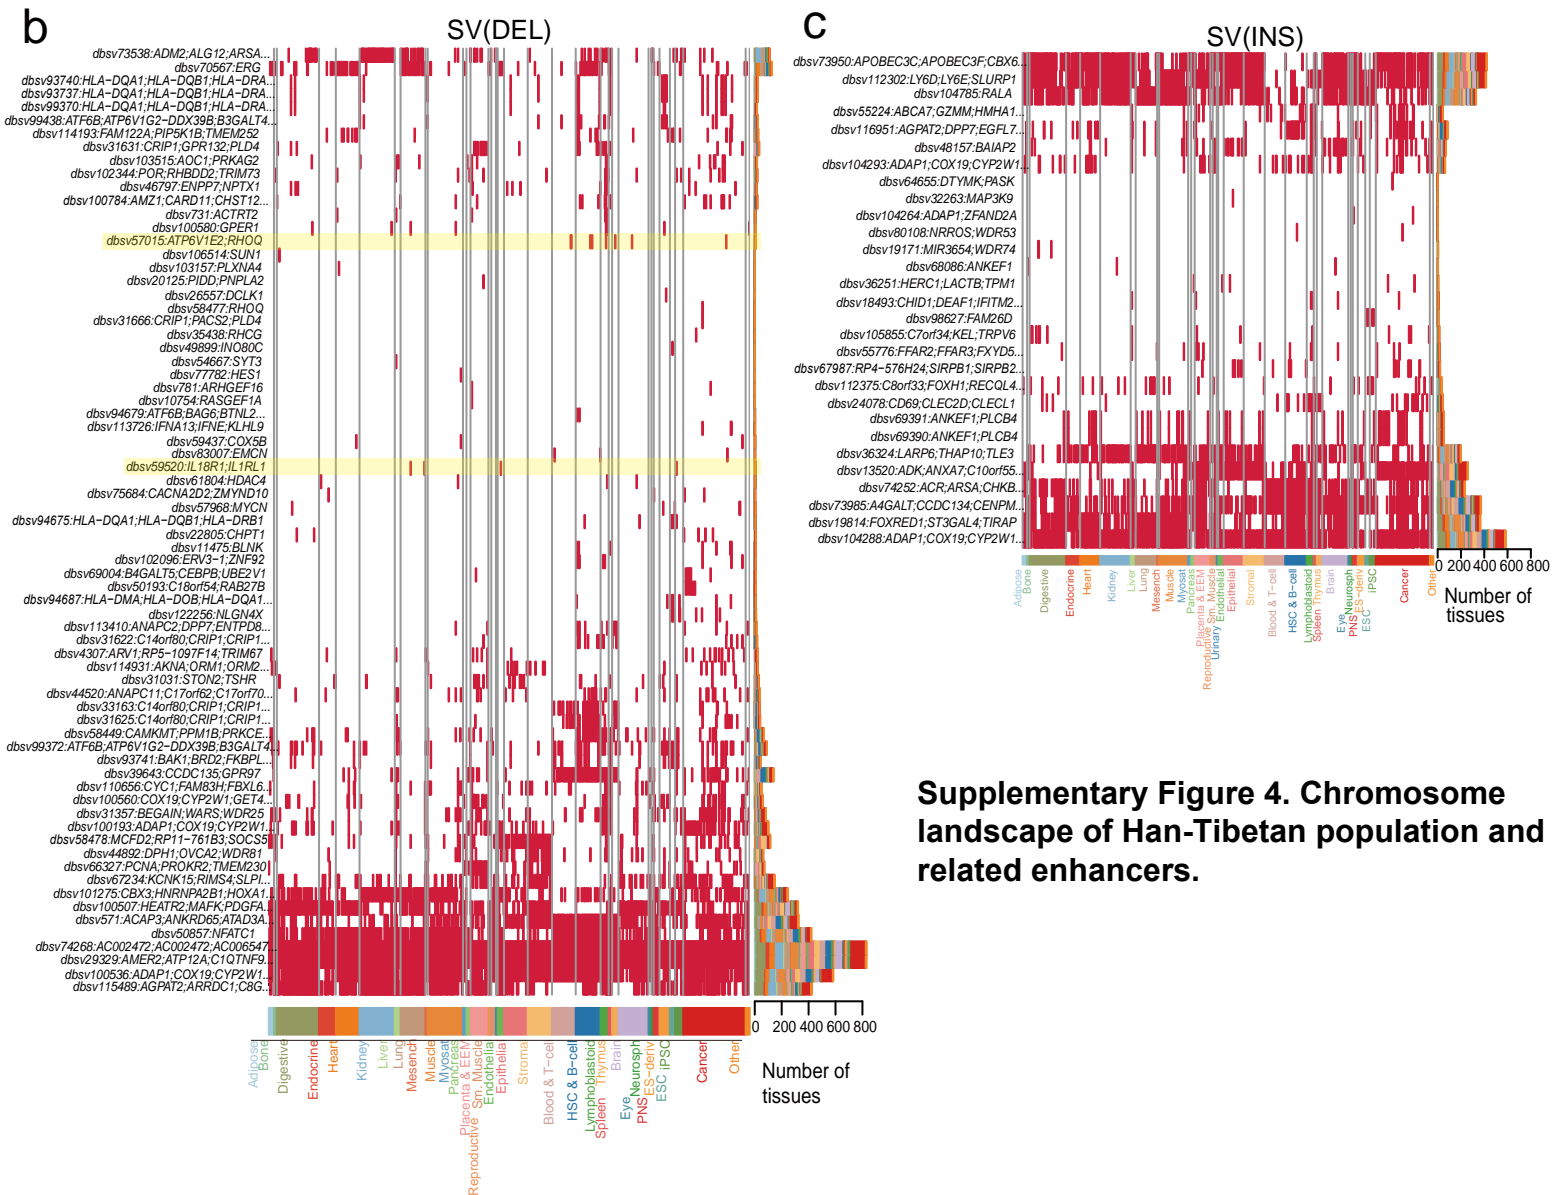 b
SV(DEL)
dbsv73538:ADM2;ALG12;ARSA...
dbsv70567:ERG
dbsv93740:HLA−DQA1;HLA−DQB1;HLA−DRA...
dbsv93737:HLA−DQA1;HLA−DQB1;HLA−DRA...
dbsv99370:HLA−DQA1;HLA−DQB1;HLA−DRA...
dbsv99438:ATF6B;ATP6V1G2−DDX39B;B3GALT4...
dbsv114193:FAM122A;PIP5K1B;TMEM252
dbsv31631:CRIP1;GPR132;PLD4
dbsv103515:AOC1;PRKAG2
dbsv102344:POR;RHBDD2;TRIM73
dbsv46797:ENPP7;NPTX1
dbsv100784:AMZ1;CARD11;CHST12...
dbsv731:ACTRT2
dbsv100580:GPER1
dbsv57015:ATP6V1E2;RHOQ
dbsv106514:SUN1
dbsv103157:PLXNA4
dbsv20125:PIDD;PNPLA2
dbsv26557:DCLK1
dbsv58477:RHOQ
dbsv31666:CRIP1;PACS2;PLD4
dbsv35438:RHCG
dbsv49899:INO80C
dbsv54667:SYT3
dbsv77782:HES1
dbsv781:ARHGEF16
dbsv10754:RASGEF1A
dbsv94679:ATF6B;BAG6;BTNL2...
dbsv113726:IFNA13;IFNE;KLHL9
dbsv59437:COX5B
dbsv83007:EMCN
dbsv59520:IL18R1;IL1RL1
dbsv61804:HDAC4
dbsv75684:CACNA2D2;ZMYND10
dbsv57968:MYCN
dbsv94675:HLA−DQA1;HLA−DQB1;HLA−DRB1
dbsv22805:CHPT1
dbsv11475:BLNK
dbsv102096:ERV3−1;ZNF92
dbsv69004:B4GALT5;CEBPB;UBE2V1
dbsv50193:C18orf54;RAB27B
dbsv94687:HLA−DMA;HLA−DOB;HLA−DQA1...
dbsv122256:NLGN4X
dbsv113410:ANAPC2;DPP7;ENTPD8...
dbsv31622:C14orf80;CRIP1;CRIP1...
dbsv4307:ARV1;RP5−1097F14;TRIM67
dbsv114931:AKNA;ORM1;ORM2...
dbsv31031:STON2;TSHR
dbsv44520:ANAPC11;C17orf62;C17orf70...
dbsv33163:C14orf80;CRIP1;CRIP1...
dbsv31625:C14orf80;CRIP1;CRIP1...
dbsv58449:CAMKMT;PPM1B;PRKCE...
dbsv99372:ATF6B;ATP6V1G2−DDX39B;B3GALT4...
dbsv93741:BAK1;BRD2;FKBPL...
dbsv39643:CCDC135;GPR97
dbsv110656:CYC1;FAM83H;FBXL6...
dbsv100560:COX19;CYP2W1;GET4...
dbsv31357:BEGAIN;WARS;WDR25
dbsv100193:ADAP1;COX19;CYP2W1...
dbsv58478:MCFD2;RP11−761B3;SOCS5
dbsv44892:DPH1;OVCA2;WDR81
dbsv66327:PCNA;PROKR2;TMEM230
dbsv67234:KCNK15;RIMS4;SLPI...
dbsv101275:CBX3;HNRNPA2B1;HOXA1...
dbsv100507:HEATR2;MAFK;PDGFA...
dbsv571:ACAP3;ANKRD65;ATAD3A...
dbsv50857:NFATC1
dbsv74268:AC002472;AC002472;AC006547...
dbsv29329:AMER2;ATP12A;C1QTNF9...
dbsv100536:ADAP1;COX19;CYP2W1...
dbsv115489:AGPAT2;ARRDC1;C8G...
0 200 400 600 800
Number of
tissues
Adipose
Bone
Digestive
Endocrine
Heart
Kidney
Liver
Lung
Mesench
Muscle
Myosat
Pancreas
Placenta & EEM
Reproductive
Sm. Muscle
Endothelial
Epithelial
Stromal
Blood & T−cell
HSC & B−cell
Lymphoblastoid
Spleen
Thymus
Brain
Eye
Neurosph
PNS
ES−deriv
ESC
iPSC
Cancer
Other
c
SV(INS)
dbsv73950:APOBEC3C;APOBEC3F;CBX6...
dbsv112302:LY6D;LY6E;SLURP1
dbsv104785:RALA
dbsv55224:ABCA7;GZMM;HMHA1...
dbsv116951:AGPAT2;DPP7;EGFL7...
dbsv48157:BAIAP2
dbsv104293:ADAP1;COX19;CYP2W1...
dbsv64655:DTYMK;PASK
dbsv32263:MAP3K9
dbsv104264:ADAP1;ZFAND2A
dbsv80108:NRROS;WDR53
dbsv19171:MIR3654;WDR74
dbsv68086:ANKEF1
dbsv36251:HERC1;LACTB;TPM1
dbsv18493:CHID1;DEAF1;IFITM2...
dbsv98627:FAM26D
dbsv105855:C7orf34;KEL;TRPV6
dbsv55776:FFAR2;FFAR3;FXYD5...
dbsv67987:RP4−576H24;SIRPB1;SIRPB2...
dbsv112375:C8orf33;FOXH1;RECQL4...
dbsv24078:CD69;CLEC2D;CLECL1
dbsv69391:ANKEF1;PLCB4
dbsv69390:ANKEF1;PLCB4
dbsv36324:LARP6;THAP10;TLE3
dbsv13520:ADK;ANXA7;C10orf55...
dbsv74252:ACR;ARSA;CHKB...
dbsv73985:A4GALT;CCDC134;CENPM...
dbsv19814:FOXRED1;ST3GAL4;TIRAP
dbsv104288:ADAP1;COX19;CYP2W1...
0 200 400 600 800
Number of
tissues
Adipose
Bone
Digestive
Endocrine
Heart
Kidney
Liver
Lung
Mesench
Muscle
Myosat
Pancreas
Placenta & EEM
Reproductive
Sm. Muscle
Urinary
Endothelial
Epithelial
Stromal
Blood & T−cell
HSC & B−cell
Lymphoblastoid
Spleen
Thymus
Brain
Eye
PNS
Neurosph
ES−deriv
ESC
iPSC
Cancer
Other
Supplementary Figure 4. Chromosome
landscape of Han-Tibetan population and
related enhancers.